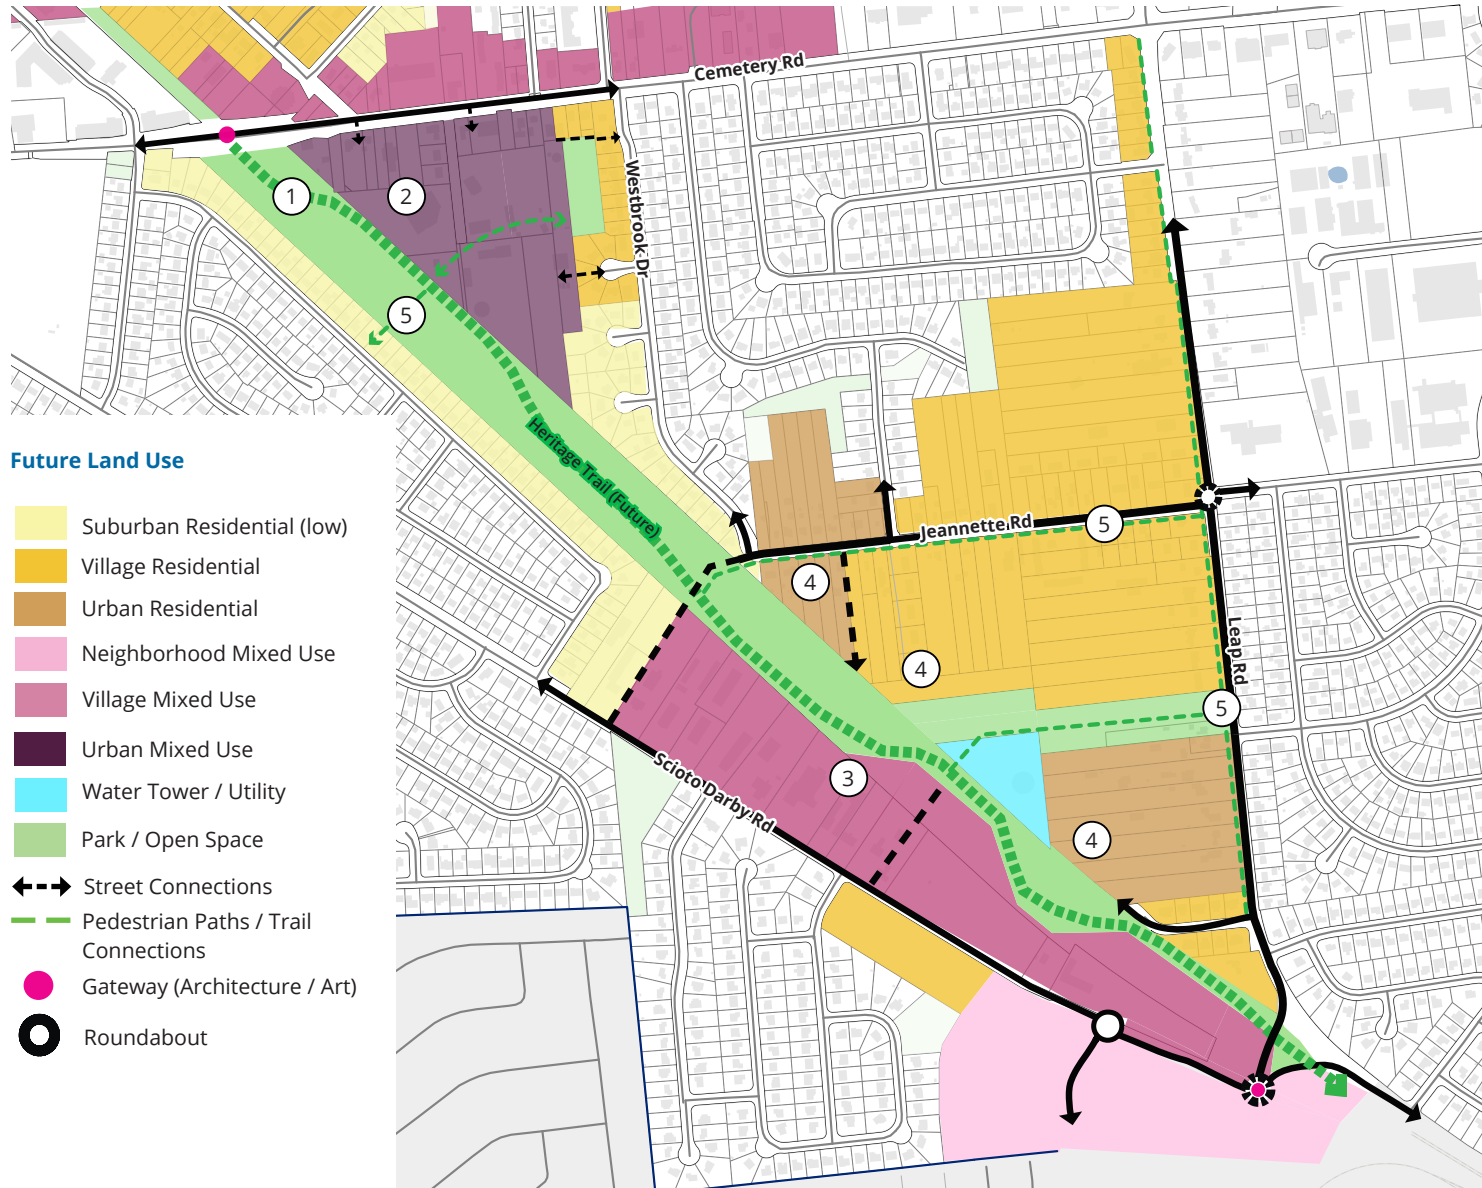 Cemetery Rd
Westbrook Dr
1
2
5
Heritage Trail (Future)
Jeannette Rd
5
4
4
Leap Rd
5
Scioto Darby Rd
3
4
Future Land Use
Suburban Residential (low)
Village Residential
Urban Residential
Neighborhood Mixed Use
Village Mixed Use
Urban Mixed Use
Water Tower / Utility
Park / Open Space
Street Connections
Pedestrian Paths / Trail
Connections
Gateway (Architecture / Art)
Roundabout